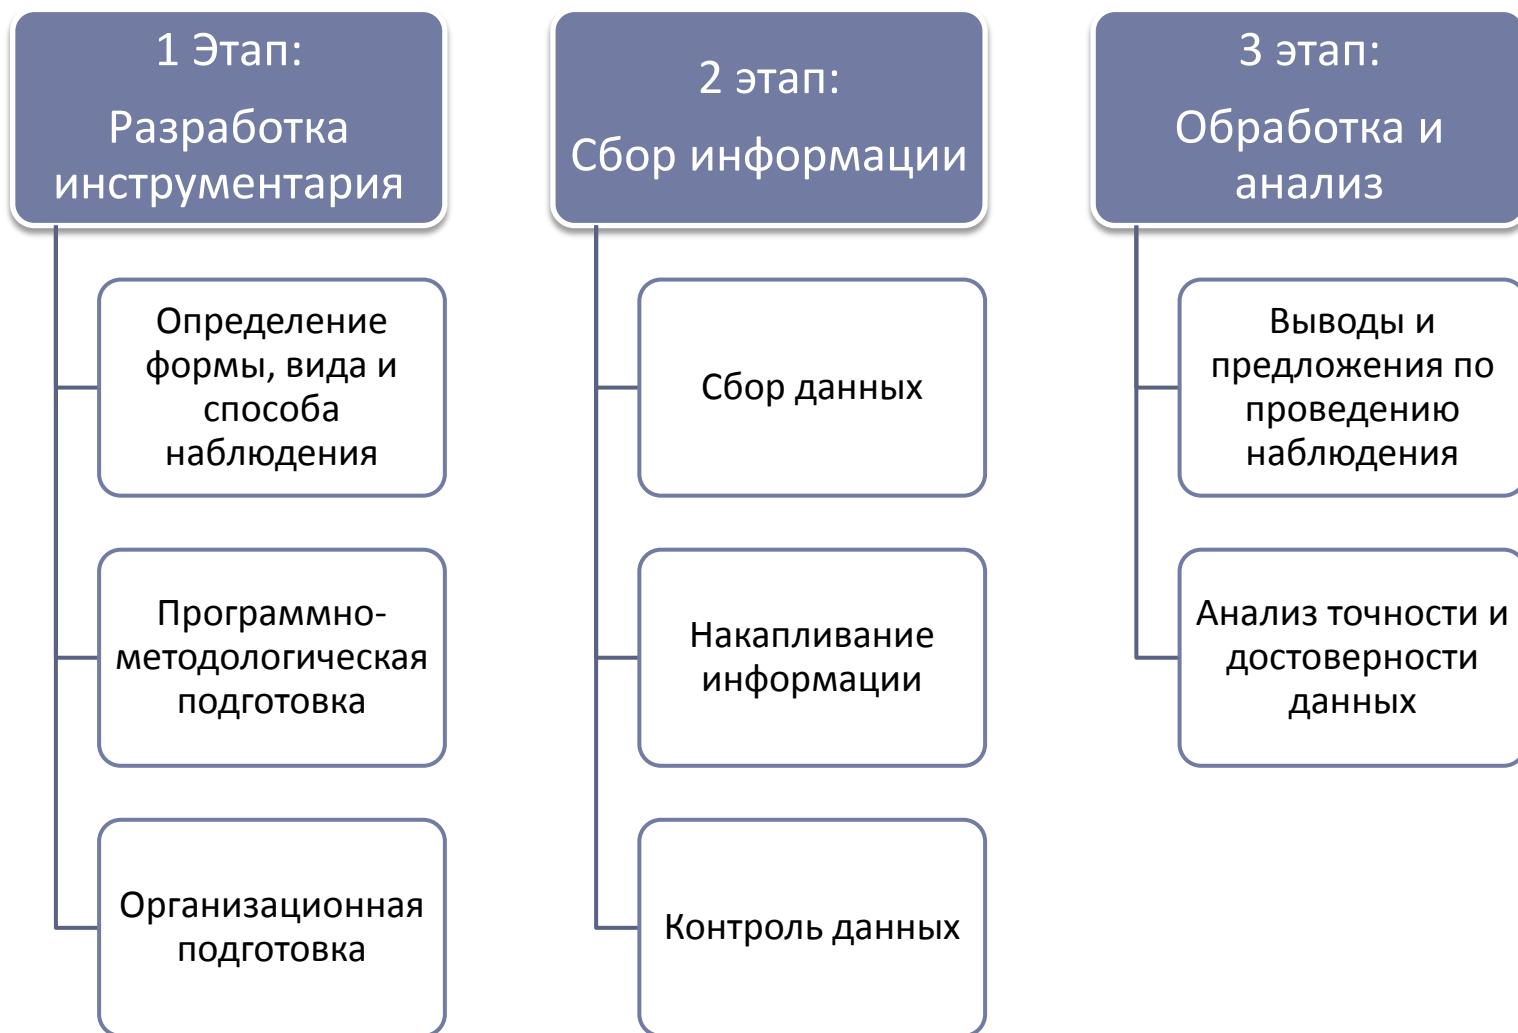 1 Этап:
Разработка
инструментария
Определение
формы, вида и
способа
наблюдения
Программно-
методологическая
подготовка
Организационная
подготовка
2 этап:
Сбор информации
Сбор данных
Накапливание
информации
Контроль данных
3 этап:
Обработка и
анализ
Выводы и
предложения по
проведению
наблюдения
Анализ точности и
достоверности
данных